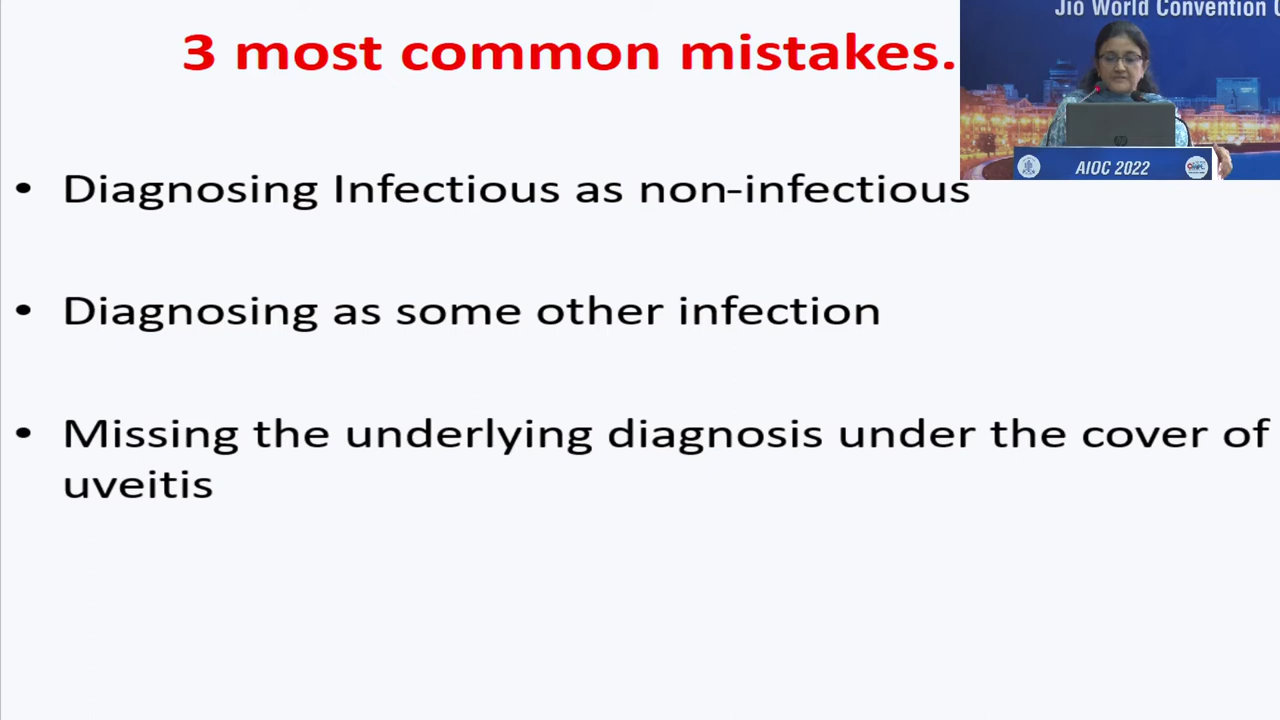 3 most common mistakes.
Jio World Convention
• Diagnosing Infectious as non-infectious
hp
AIOC 2022
• Diagnosing as some other infection
• Missing the underlying diagnosis under the cover of
uveitis